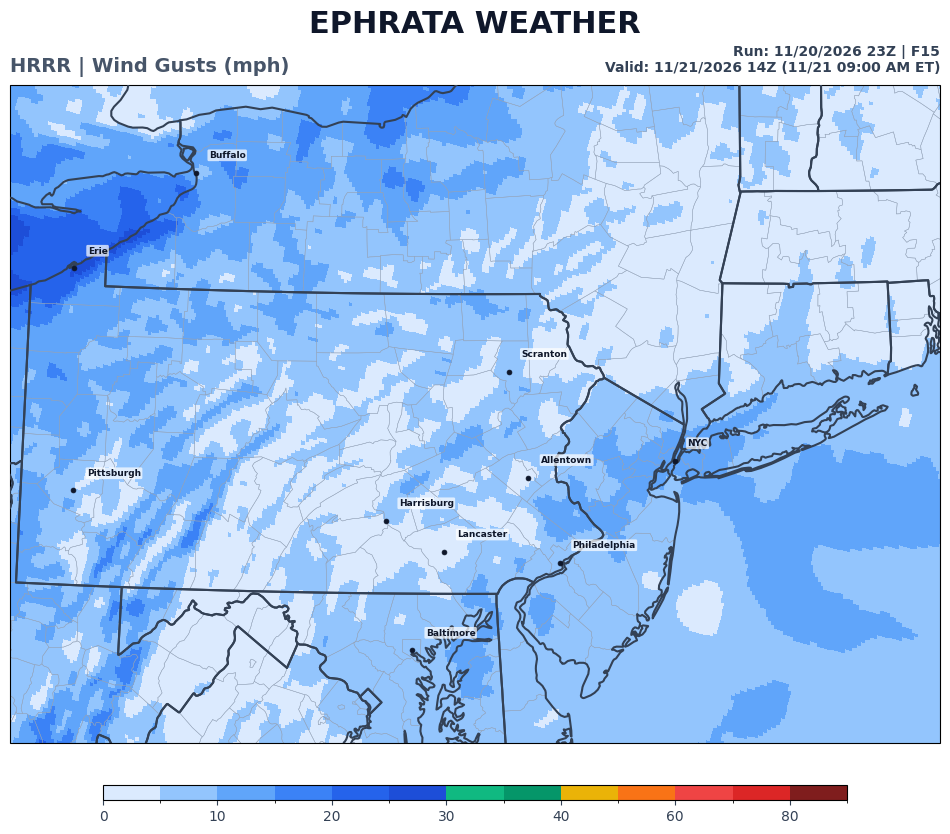 EPHRATA WEATHER
HRRR | Wind Gusts (mph)
Run: 11/20/2026 23Z | F15
Valid: 11/21/2026 14Z (11/21 09:00 AM ET)
Buffalo
Erie
Scranton
NYC
Allentown
Pittsburgh
Harrisburg
Lancaster
Philadelphia
Baltimore
0 10 20 30 40 50 60 70 80